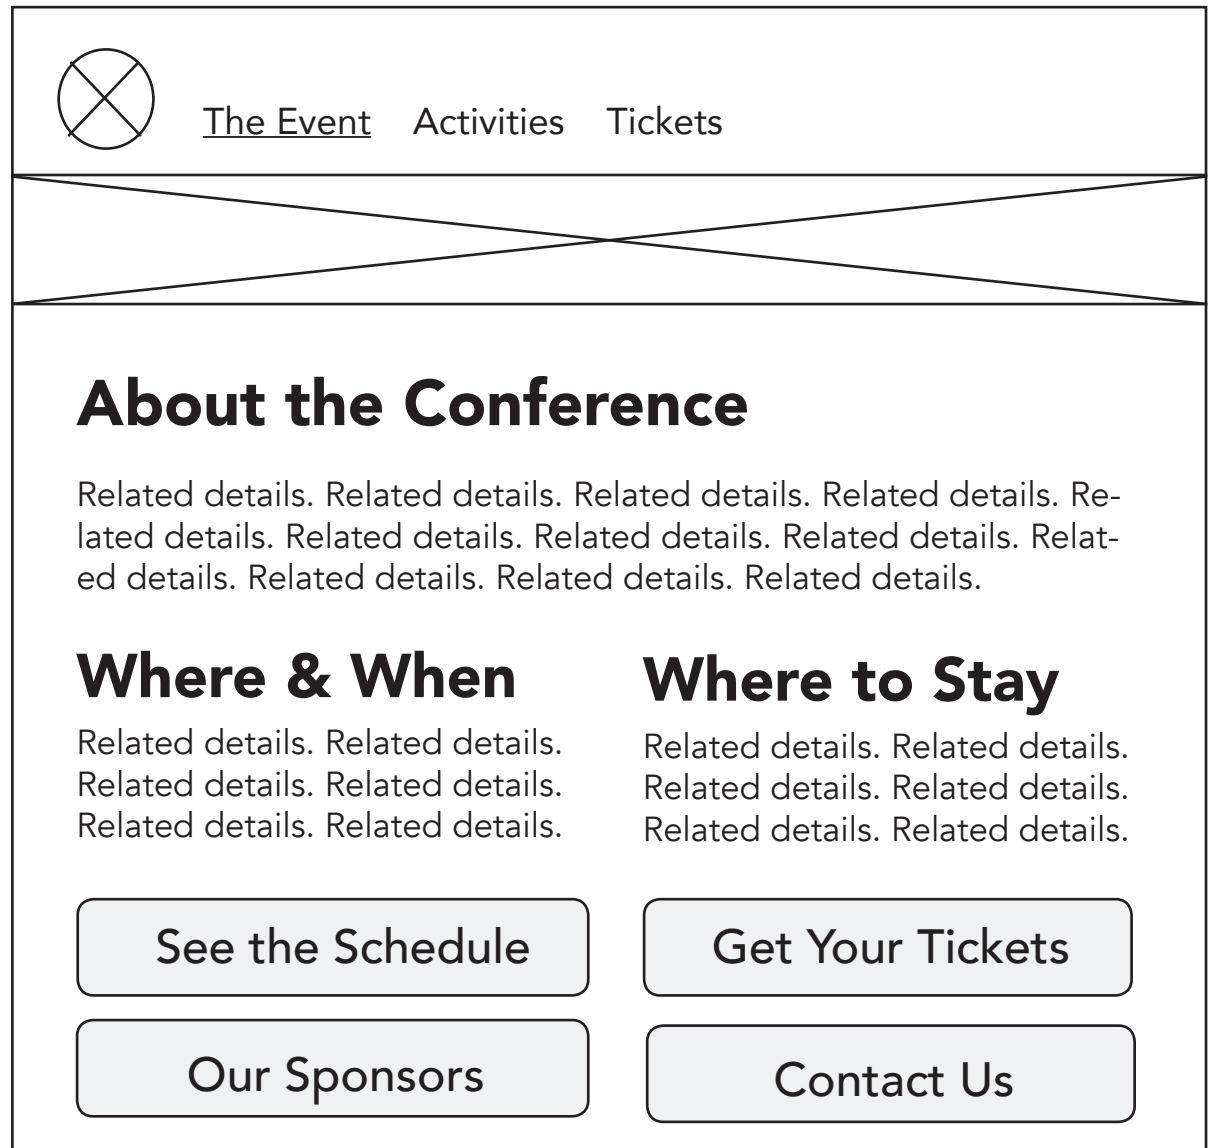 The Event Activities Tickets
About the Conference
Related details. Related details. Related details. Related details. Re-
lated details. Related details. Related details. Related details. Relat-
ed details. Related details. Related details. Related details.
Where & When
Related details. Related details.
Related details. Related details.
Related details. Related details.
Where to Stay
Related details. Related details.
Related details. Related details.
Related details. Related details.
See the Schedule
Get Your Tickets
Our Sponsors
Contact Us